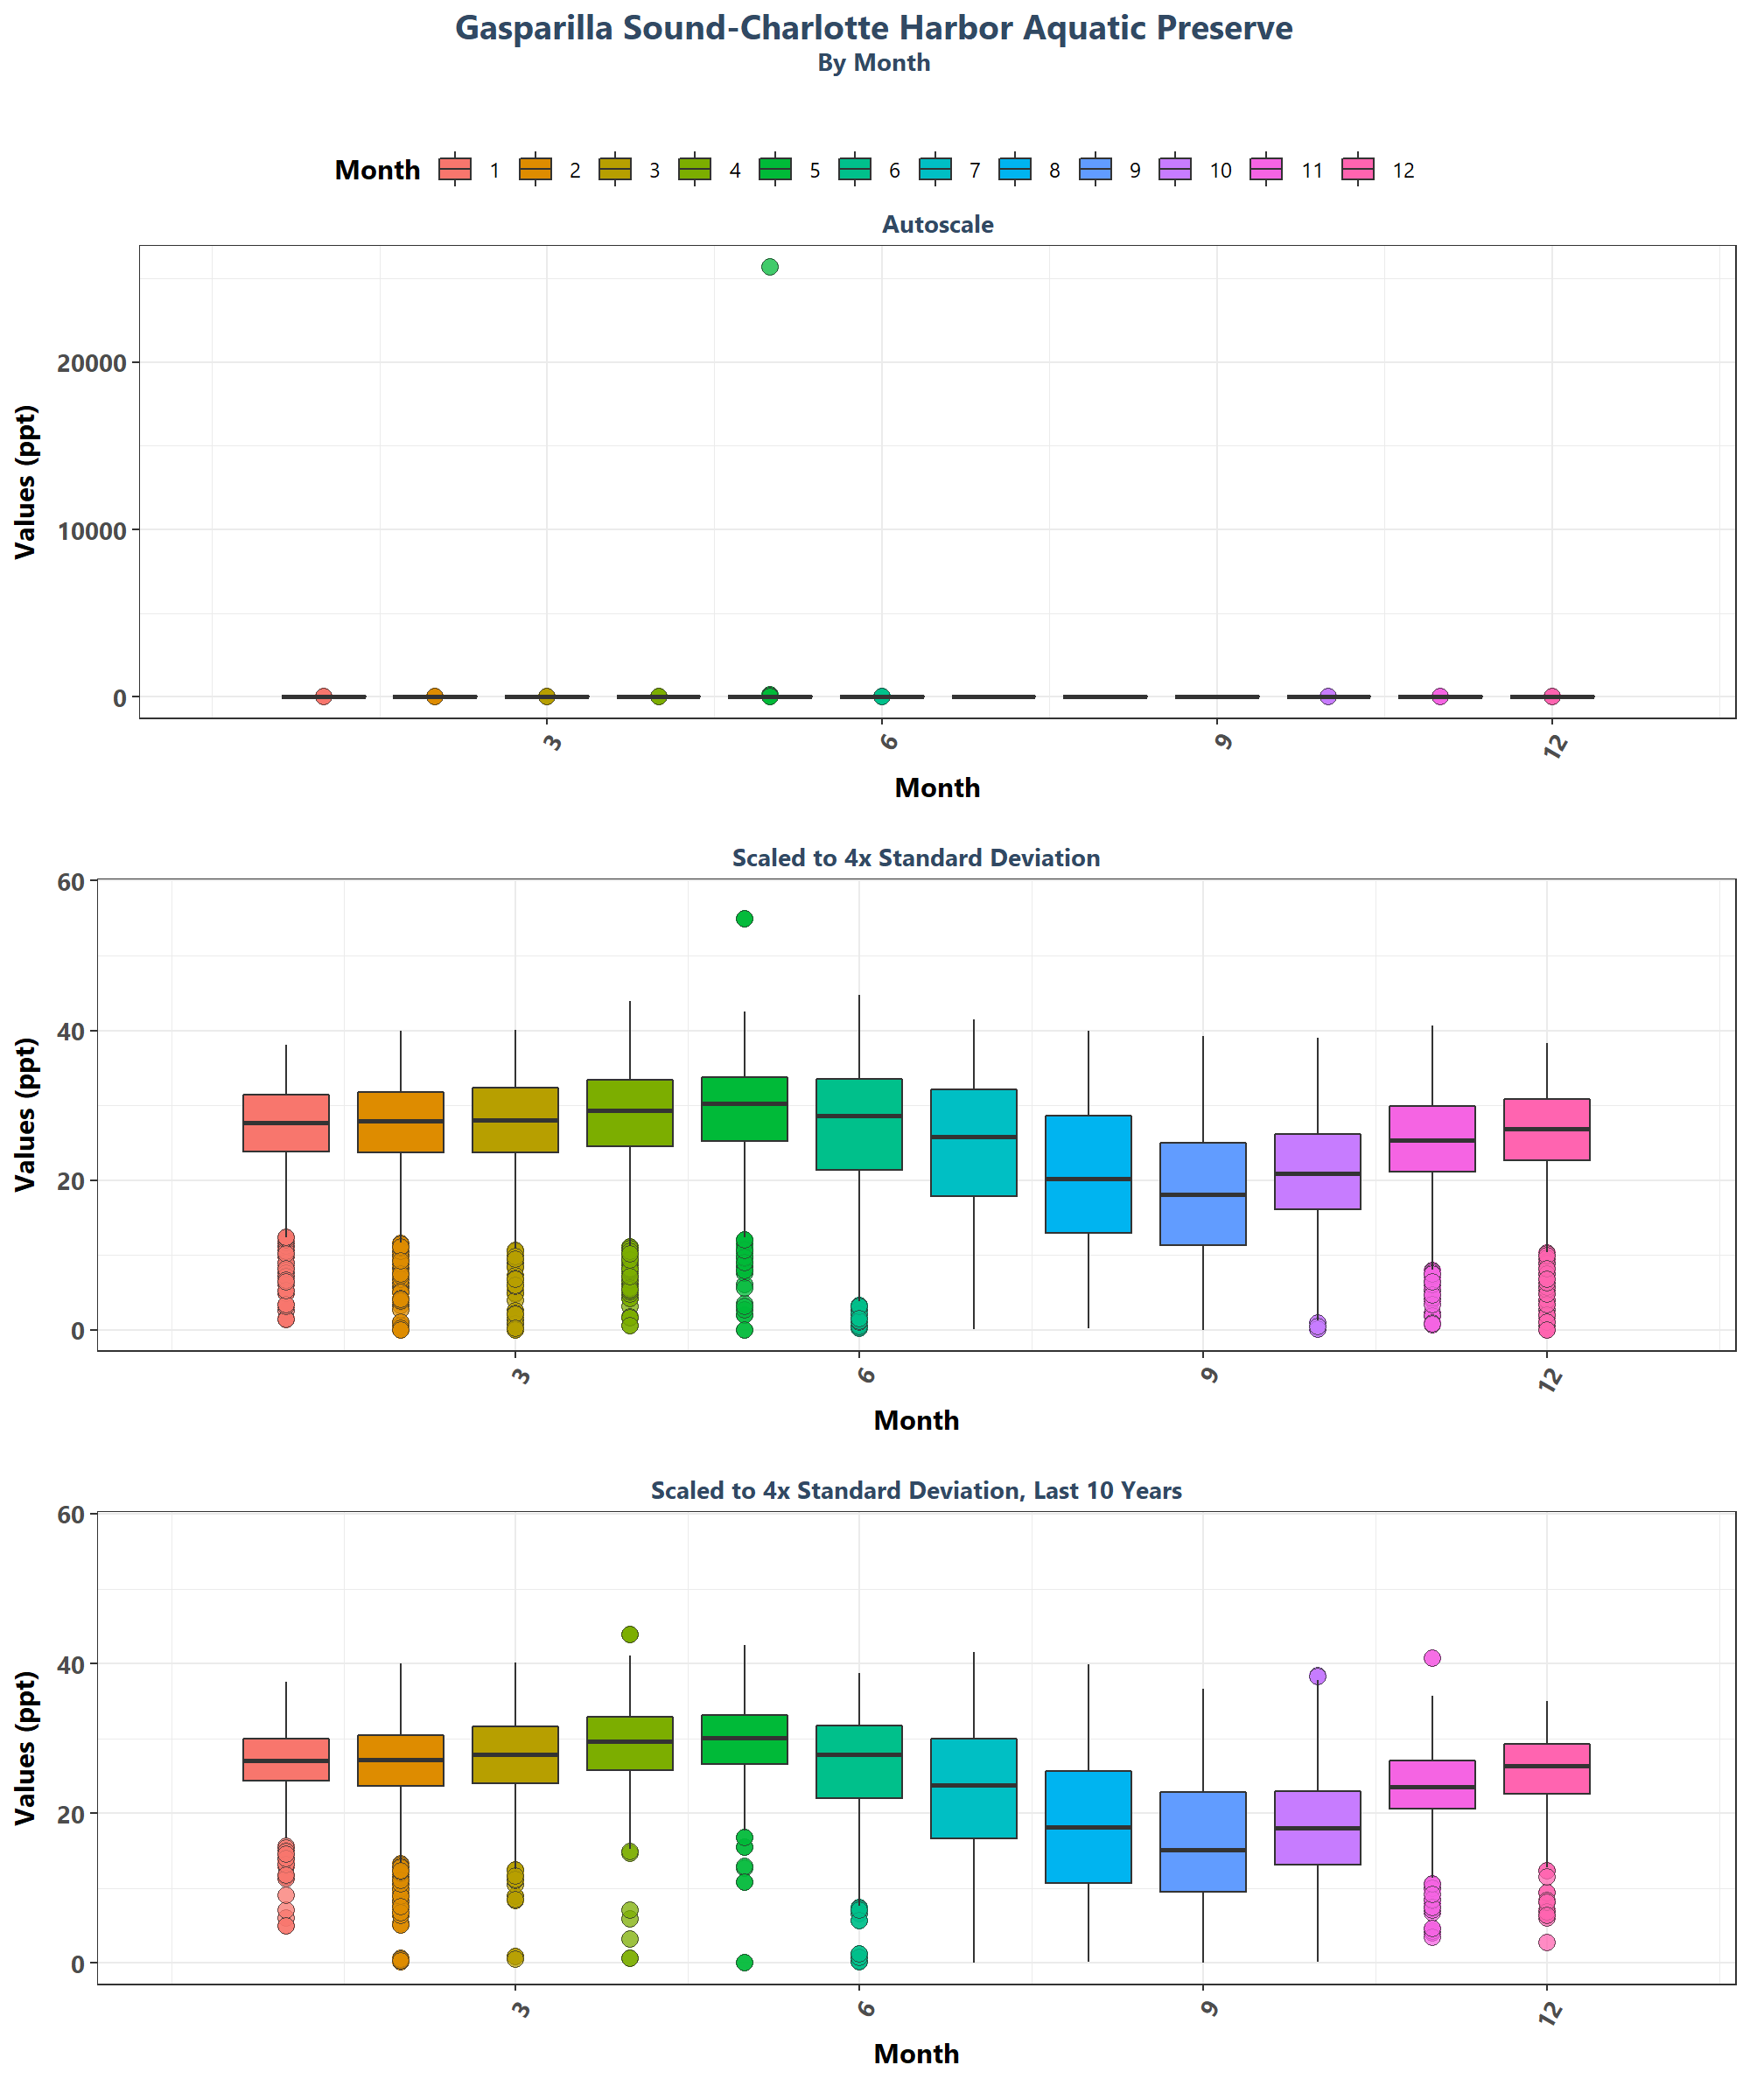 Gasparilla Sound-Charlotte Harbor Aquatic Preserve
By Month
Month 1 2 3 4 5 6 7 8 9 10 11 12
Autoscale
Values (ppt)
20000
10000
0
3 6 9 12
Month
Scaled to 4x Standard Deviation
Values (ppt)
60
40
20
0
3 6 9 12
Month
Scaled to 4x Standard Deviation, Last 10 Years
Values (ppt)
60
40
20
0
3 6 9 12
Month